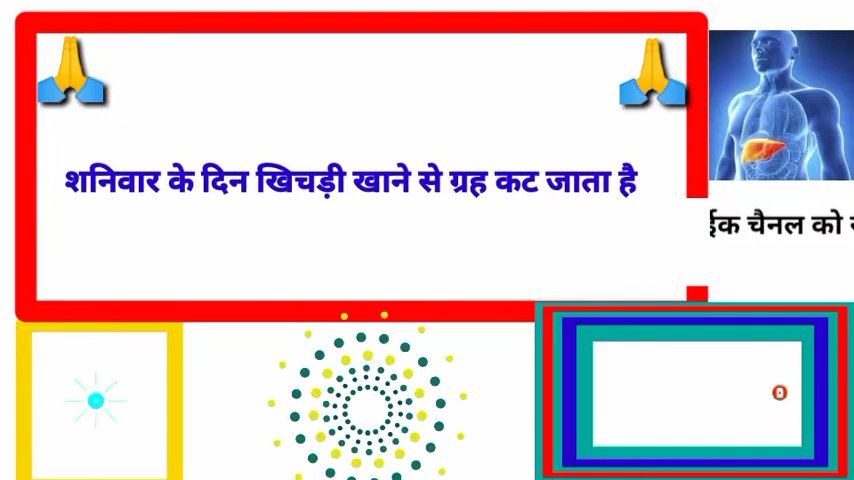 शनिवार के दिन खिचड़ी खाने से ग्रह कट जाता है
चैनल को